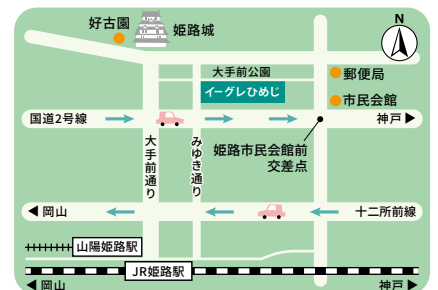 好古園
姫路城
N
大手前公園
郵便局
イーグレひめじ
市民会館
国道2号線
神戸▶
姫路市民会館前
交差点
大手前通り
みゆき通り
◀岡山
十二所前線
山陽姫路駅
JR姫路駅
◀岡山
神戸▶